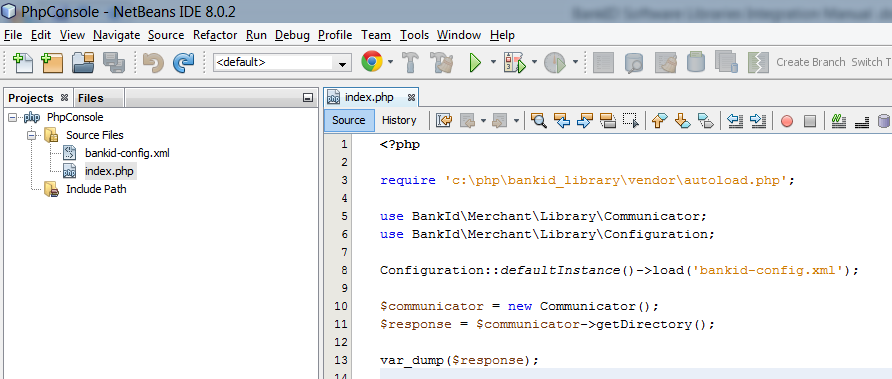 PhpConsole - NetBeans IDE 8.0.2
BankID Software Libraries Integration Manual
File Edit View Navigate Source Refactor Run Debug Profile Team Tools Window Help
<default> Create Branch Switch T
Projects Files
index.php
PhpConsole
Source Files
bankid-config.xml
index.php
Include Path
Source History
1 <?php
2
3 require 'c:\php\bankid_library\vendor\autoload.php';
4
5 use BankId\Merchant\Library\Communicator;
6 use BankId\Merchant\Library\Configuration;
7
8 Configuration::defaultInstance()->load('bankid-config.xml');
9
10 $communicator = new Communicator();
11 $response = $communicator->getDirectory();
12
13 var_dump($response);
14